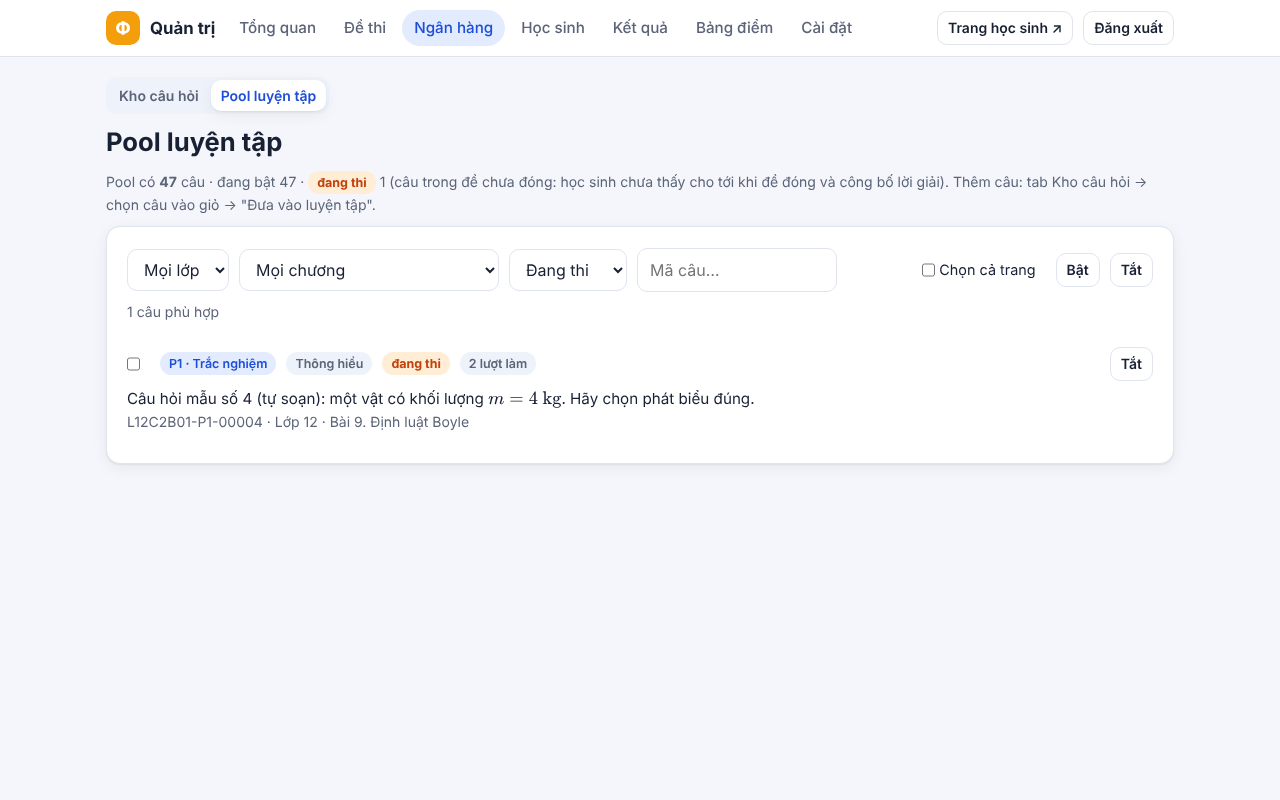 Φ Quản trị Tổng quan Đề thi Ngân hàng Học sinh Kết quả Bảng điểm Cài đặt Trang học sinh ↗ Đăng xuất
Kho câu hỏi Pool luyện tập
Pool luyện tập
Pool có 47 câu · đang bật 47 · đang thi 1 (câu trong đề chưa đóng: học sinh chưa thấy cho tới khi đề đóng và công bố lời giải). Thêm câu: tab Kho câu hỏi →
chọn câu vào giỏ → "Đưa vào luyện tập".
Mọi lớp Mọi chương Đang thi Mã câu... Chọn cả trang Bật Tắt
1 câu phù hợp
P1 · Trắc nghiệm Thông hiểu đang thi 2 lượt làm Tắt
Câu hỏi mẫu số 4 (tự soạn): một vật có khối lượng m = 4 kg. Hãy chọn phát biểu đúng.
L12C2B01-P1-00004 · Lớp 12 · Bài 9. Định luật Boyle